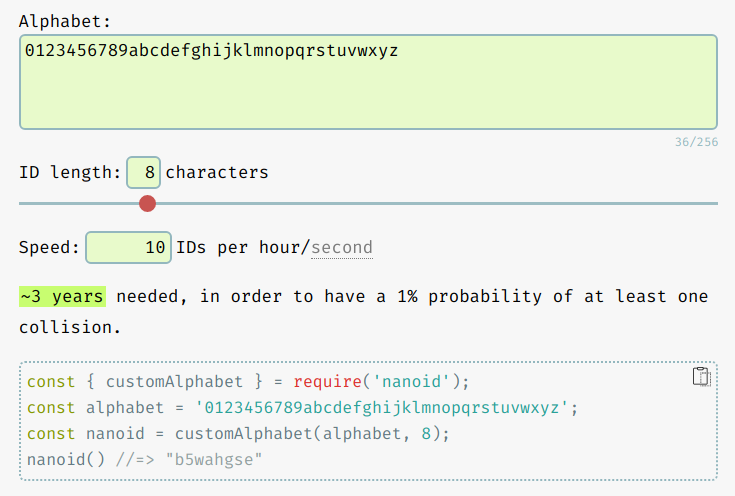 Alphabet:
0123456789abcdefghijklmnopqrstuvwxyz
36/256
ID length: 8 characters
Speed: 10 IDs per hour/second
~3 years needed, in order to have a 1% probability of at least one
collision.
const { customAlphabet } = require('nanoid');
const alphabet = '0123456789abcdefghijklmnopqrstuvwxyz';
const nanoid = customAlphabet(alphabet, 8);
nanoid() //=> "b5wahgse"